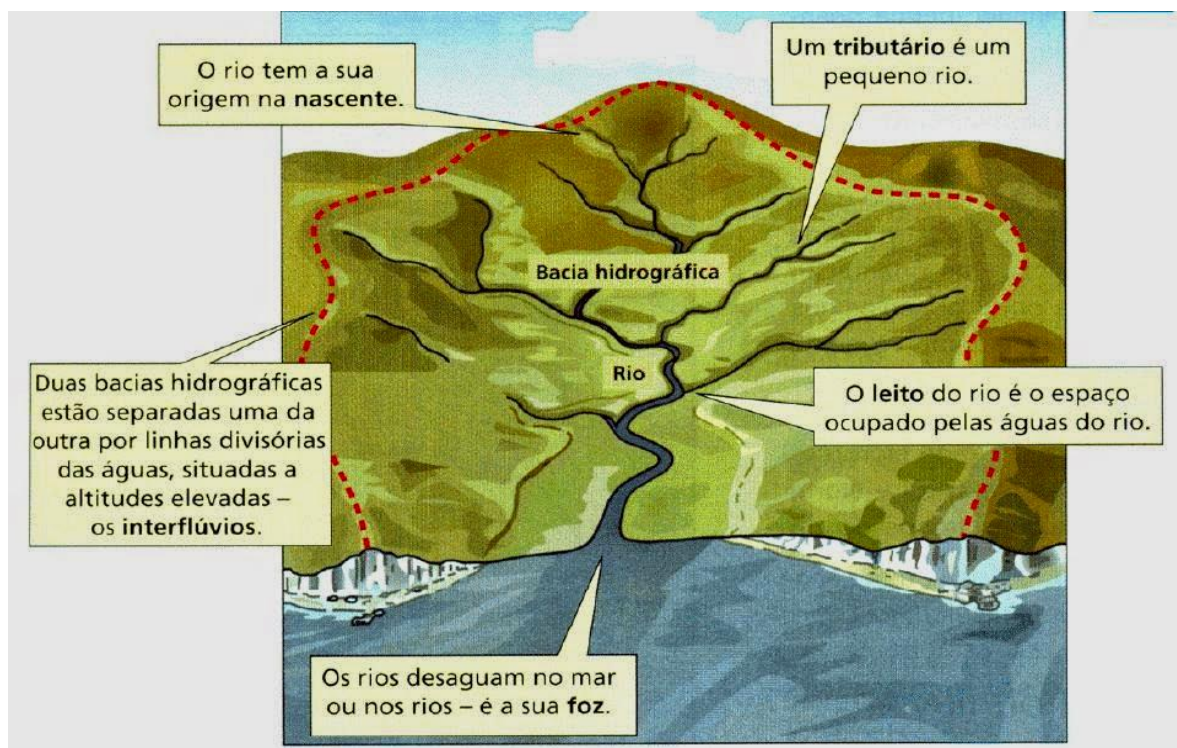 O rio tem a sua
origem na nascente.
Um tributário é um
pequeno rio.
Bacia hidrográfica
Rio
Duas bacias hidrográficas
estão separadas uma da
outra por linhas divisórias
das águas, situadas a
altitudes elevadas –
os interflúvios.
O leito do rio é o espaço
ocupado pelas águas do rio.
Os rios desaguam no mar
ou nos rios – é a sua foz.